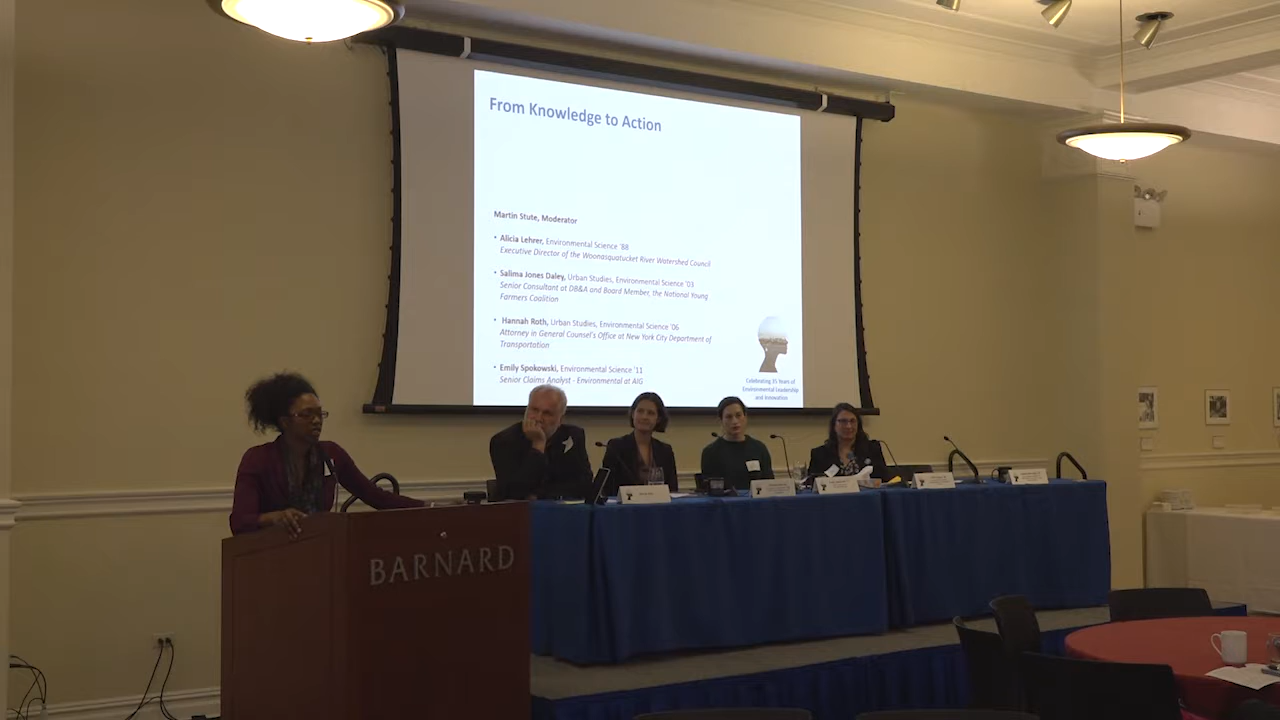 From Knowledge to Action
Martin Stute, Moderator
• Alicia Lehrer, Environmental Science '88
Executive Director of the Woonasquatucket River Watershed Council
• Salima Jones Daley, Urban Studies, Environmental Science '03
Senior Consultant at DB&A and Board Member, the National Young
Farmers Coalition
• Hannah Roth, Urban Studies, Environmental Science '06
Attorney in General Counsel's Office at New York City Department of
Transportation
• Emily Spokowski, Environmental Science '11
Senior Claims Analyst - Environmental at AIG
Celebrating 35 Years of
Environmental Leadership
and Innovation
BARNARD